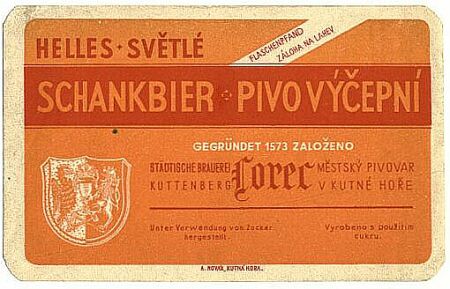 HELLES + SVĚTLÉ
FLASCHENPFAND
ZÁLOHA NA LÁHEV
SCHANKBIER + PIVO VÝČEPNÍ
GEGRÜNDET 1573 ZALOŽENO
STÄDTISCHE BRAUEREI Lorec MĚSTSKÝ PIVOVAR
KUTTENBERG V KUTNÉ HOŘE
Unter Verwendung von Zucker Vyrobeno s použitím
hergestellt. cukru.
A. NOVÁK, KUTNÁ HORA.